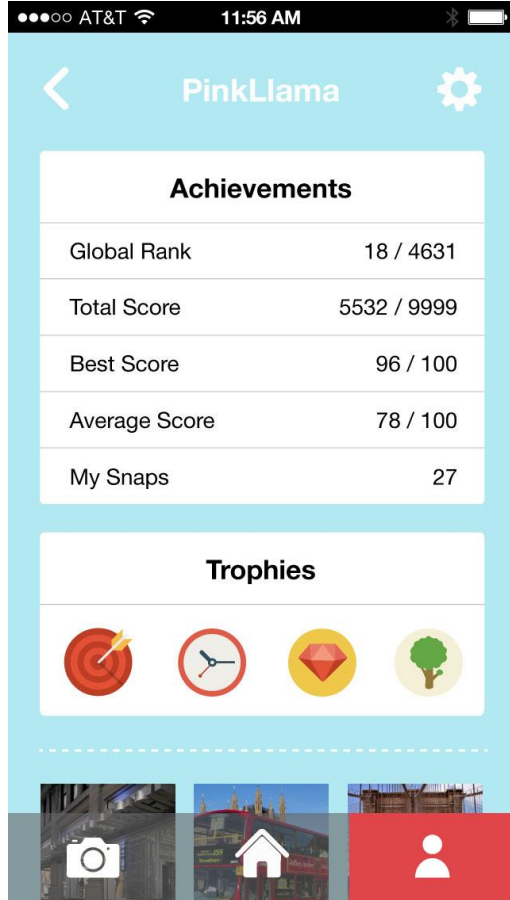 AT&T 11:56 AM
PinkLlama
Achievements
Global Rank 18 / 4631
Total Score 5532 / 9999
Best Score 96 / 100
Average Score 78 / 100
My Snaps 27
Trophies